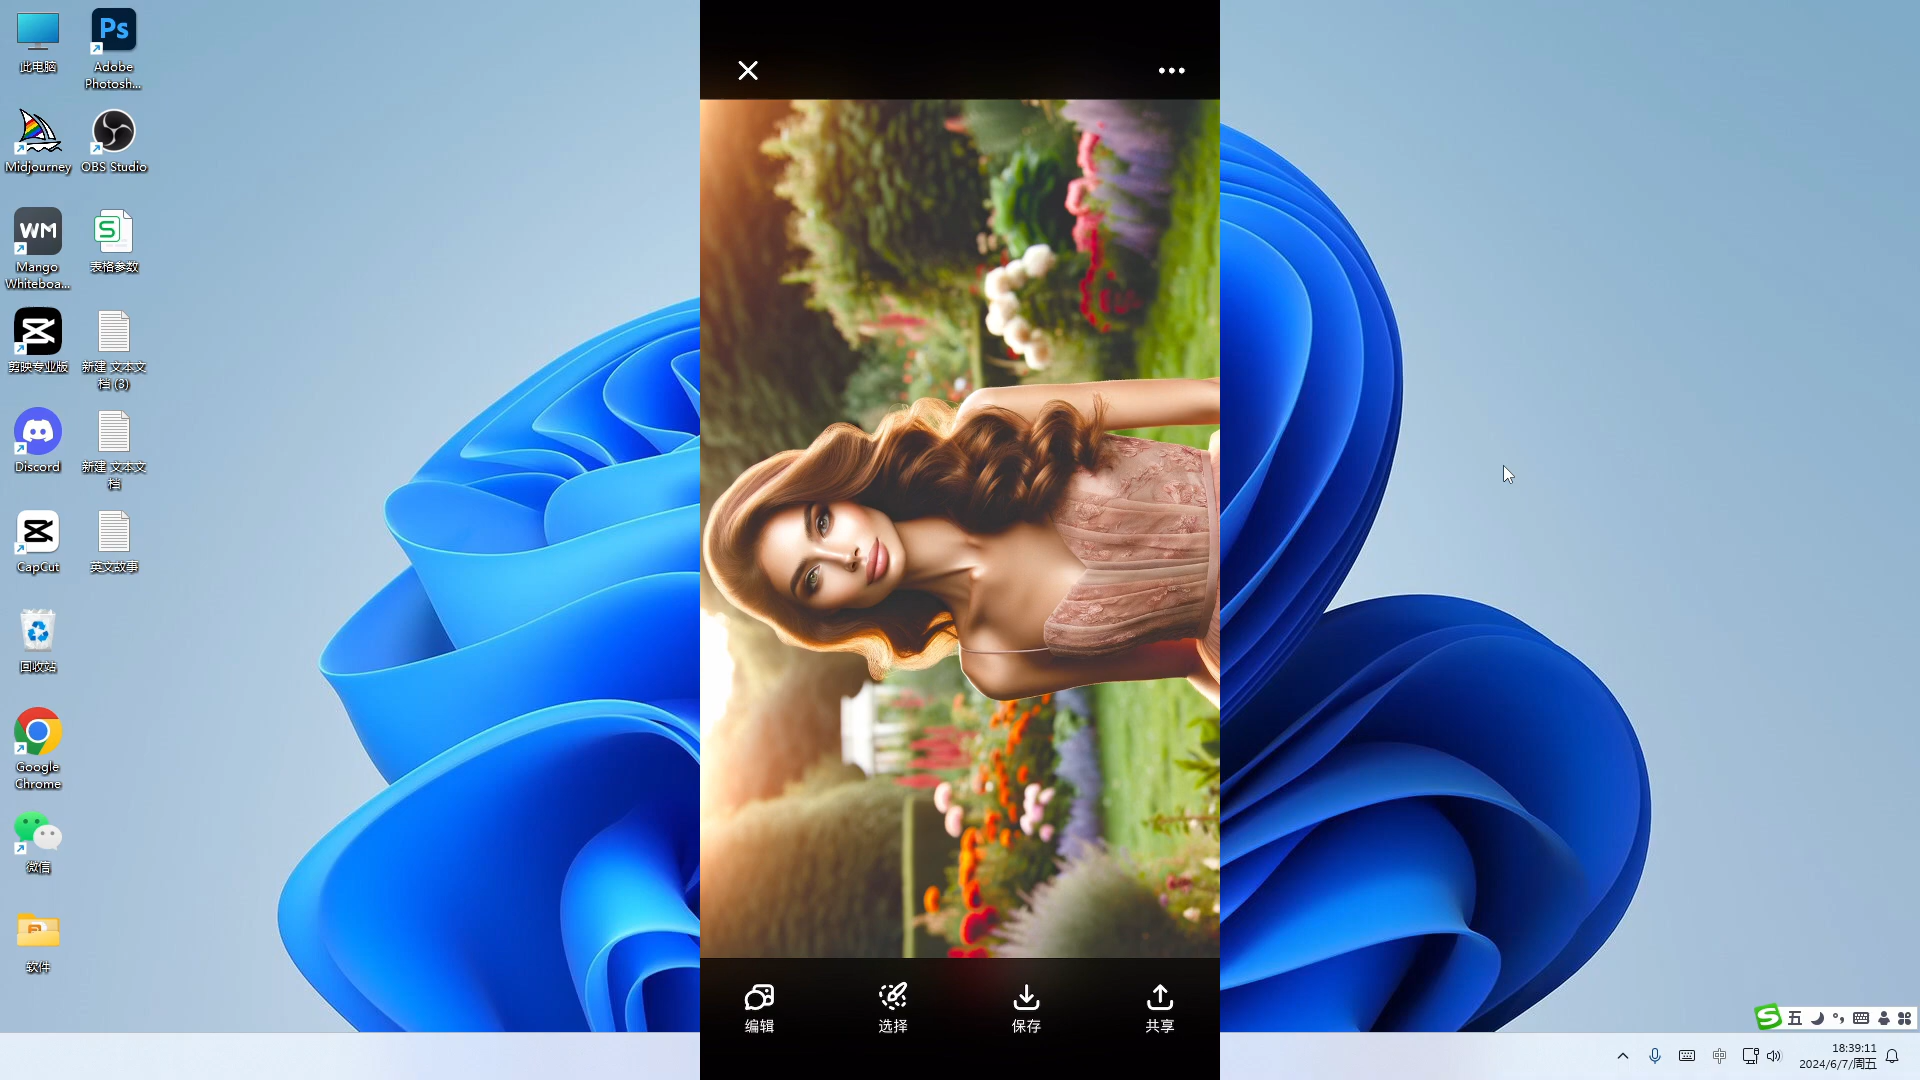 此电脑
Ps
Adobe
Photosh...
Midjourney
OBS Studio
WM
Mango
Whiteboa...
S
表格参数
剪映专业版
新建 文本文
档 (3)
Discord
新建 文本文
档
CapCut
英文故事
回收站
Google
Chrome
微信
软件
编辑
选择
保存
共享
S
五
中
18:39:11
2024/6/7/周五